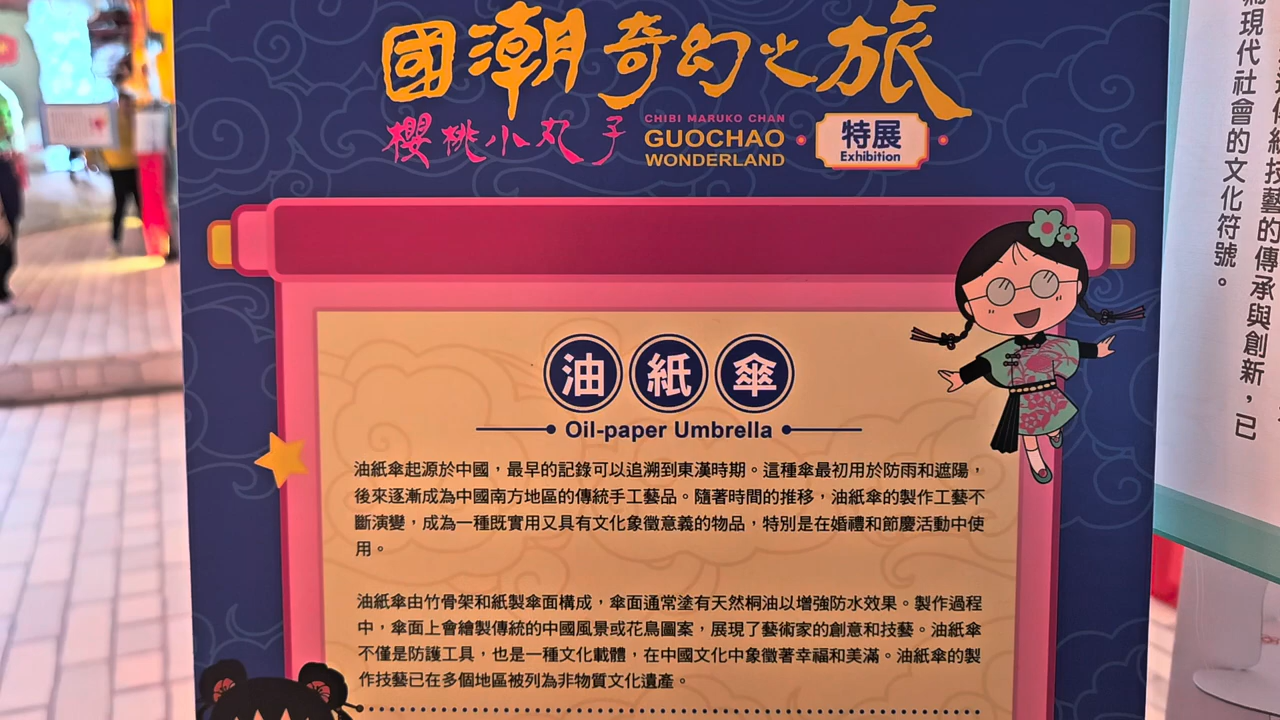 國潮奇幻之旅
櫻桃小丸子
CHIBI MARUKO CHAN
GUOCHAO
WONDERLAND
特展
Exhibition
油紙傘
Oil-paper Umbrella
油紙傘起源於中國，最早的記錄可以追溯到東漢時期。這種傘最初用於防雨和遮陽，
後來逐漸成為中國南方地區的傳統手工藝品。隨著時間的推移，油紙傘的製作工藝不
斷演變，成為一種既實用又具有文化象徵意義的物品，特別是在婚禮和節慶活動中使
用。
油紙傘由竹骨架和紙製傘面構成，傘面通常塗有天然桐油以增強防水效果。製作過程
中，傘面上會繪製傳統的中國風景或花鳥圖案，展現了藝術家的創意和技藝。油紙傘
不僅是防護工具，也是一種文化載體，在中國文化中象徵著幸福和美滿。油紙傘的製
作技藝已在多個地區被列為非物質文化遺產。
統技藝的傳承與創新，已
現代社會的文化符號。